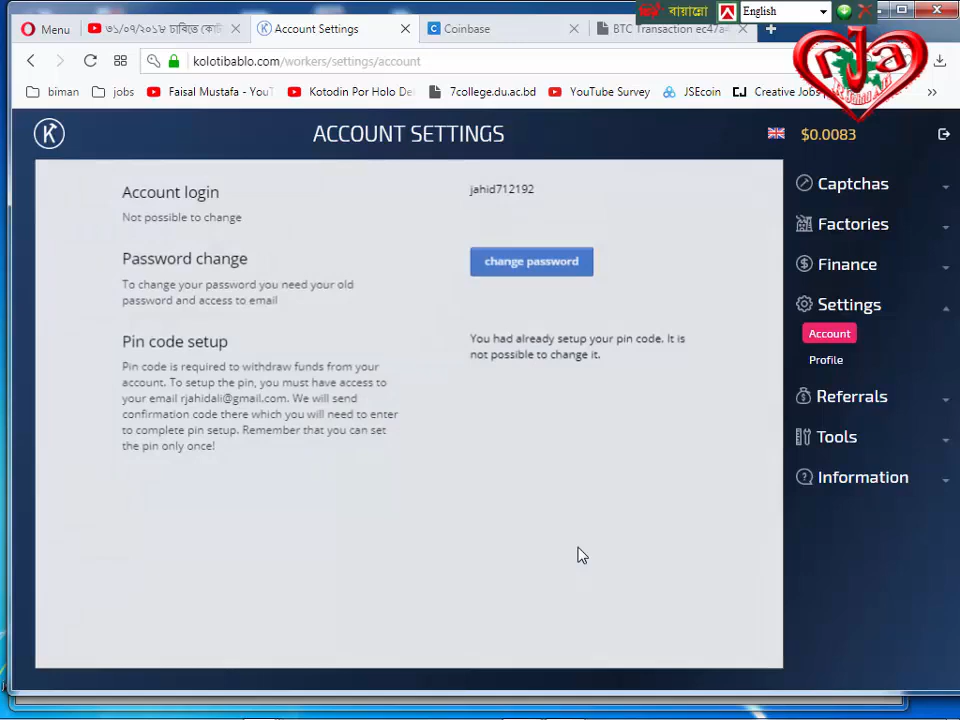 বায়ান্নো
English
Menu
৩১/০৭/২০১৮ চাবিতে কোট
Account Settings
Coinbase
BTC Transaction ec47a4
kolotibablo.com/workers/settings/account
biman
jobs
Faisal Mustafa - YouT
Kotodin Por Holo De
7college.du.ac.bd
YouTube Survey
JSEcoin
Creative Jobs
rja
K
ACCOUNT SETTINGS
$0.0083
Account login
jahid712192
Not possible to change
Password change
change password
To change your password you need your old
password and access to email
Pin code setup
You had already setup your pin code. It is
not possible to change it.
Pin code is required to withdraw funds from your
account. To setup the pin, you must have access to
your email rjahidali@gmail.com. We will send
confirmation code there which you will need to enter
to complete pin setup. Remember that you can set
the pin only once!
Captchas
Factories
Finance
Settings
Account
Profile
Referrals
Tools
Information